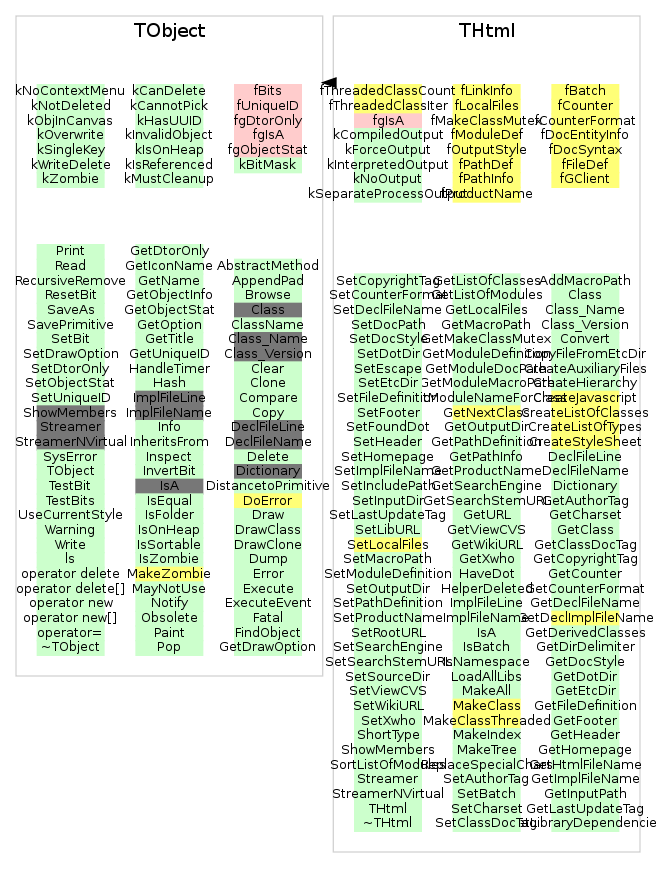 TObject
kNoContextMenu
kNotDeleted
kObjInCanvas
kOverwrite
kSingleKey
kWriteDelete
kZombie
kCanDelete
kCannotPick
kHasUUID
kInvalidObject
kIsOnHeap
kIsReferenced
kMustCleanup
fBits
fUniqueID
fgDtorOnly
fgIsA
fgObjectStat
kBitMask
Print
Read
RecursiveRemove
ResetBit
SaveAs
SavePrimitive
SetBit
SetDrawOption
SetDtorOnly
SetObjectStat
SetUniqueID
ShowMembers
Streamer
StreamerNVirtual
SysError
TObject
TestBit
TestBits
UseCurrentStyle
Warning
Write
ls
operator delete
operator delete[]
operator new
operator new[]
operator=
~TObject
GetDtorOnly
GetIconName
GetName
GetObjectInfo
GetObjectStat
GetOption
GetTitle
GetUniqueID
HandleTimer
Hash
ImplFileLine
ImplFileName
Info
InheritsFrom
Inspect
InvertBit
IsA
IsEqual
IsFolder
IsOnHeap
IsSortable
IsZombie
MakeZombie
MayNotUse
Notify
Obsolete
Paint
Pop
AbstractMethod
AppendPad
Browse
Class
ClassName
Class_Name
Class_Version
Clear
Clone
Compare
Copy
DeclFileLine
DeclFileName
Delete
Dictionary
DistancetoPrimitive
DoError
Draw
DrawClass
DrawClone
Dump
Error
Execute
ExecuteEvent
Fatal
FindObject
GetDrawOption
THtml
fThreadedClassCount
fThreadedClassIter
fgIsA
kCompiledOutput
kForceOutput
kInterpretedOutput
kNoOutput
kSeparateProcessOutput
fLinkInfo
fLocalFiles
fMakeClassMutex
fModuleDef
fOutputStyle
fPathDef
fPathInfo
fProductName
fBatch
fCounter
fCounterFormat
fDocEntityInfo
fDocSyntax
fFileDef
fGClient
SetCopyrightTag
SetCounterFormat
SetDeclFileName
SetDocPath
SetDocStyle
SetDotDir
SetEscape
SetEtcDir
SetFileDefinition
SetFooter
SetFoundDot
SetHeader
SetHomepage
SetImplFileName
SetIncludePath
SetInputDir
SetLastUpdateTag
SetLibURL
SetLocalFiles
SetMacroPath
SetModuleDefinition
SetOutputDir
SetPathDefinition
SetProductName
SetRootURL
SetSearchEngine
SetSearchStemURL
SetSourceDir
SetViewCVS
SetWikiURL
SetXwho
ShortType
ShowMembers
SortListOfModules
Streamer
StreamerNVirtual
THtml
~THtml
GetListOfClasses
GetListOfModules
GetLocalFiles
GetMacroPath
GetMakeClassMutex
GetModuleDefinition
GetModuleDocPath
GetModuleMacroPath
GetModuleNameForClass
GetNextClass
GetOutputDir
GetPathDefinition
GetPathInfo
GetProductName
GetSearchEngine
GetSearchStemURL
GetURL
GetViewCVS
GetWikiURL
GetXwho
HaveDot
HelperDeleted
ImplFileLine
ImplFileName
IsA
IsBatch
IsNamespace
LoadAllLibs
MakeAll
MakeClass
MakeClassThreaded
MakeIndex
MakeTree
ReplaceSpecialChars
SetAuthorTag
SetBatch
SetCharset
SetClassDocTag
AddMacroPath
Class
Class_Name
Class_Version
Convert
CopyFileFromEtcDir
CreateAuxiliaryFiles
CreateHierarchy
CreateJavascript
CreateListOfClasses
CreateListOfTypes
CreateStyleSheet
DeclFileLine
DeclFileName
Dictionary
GetAuthorTag
GetCharset
GetClass
GetClassDocTag
GetCopyrightTag
GetCounter
GetCounterFormat
GetDeclFileName
GetDeclImplFileName
GetDerivedClasses
GetDirDelimiter
GetDocStyle
GetDotDir
GetEtcDir
GetFileDefinition
GetFooter
GetHeader
GetHomepage
GetHtmlFileName
GetImplFileName
GetInputPath
GetLastUpdateTag